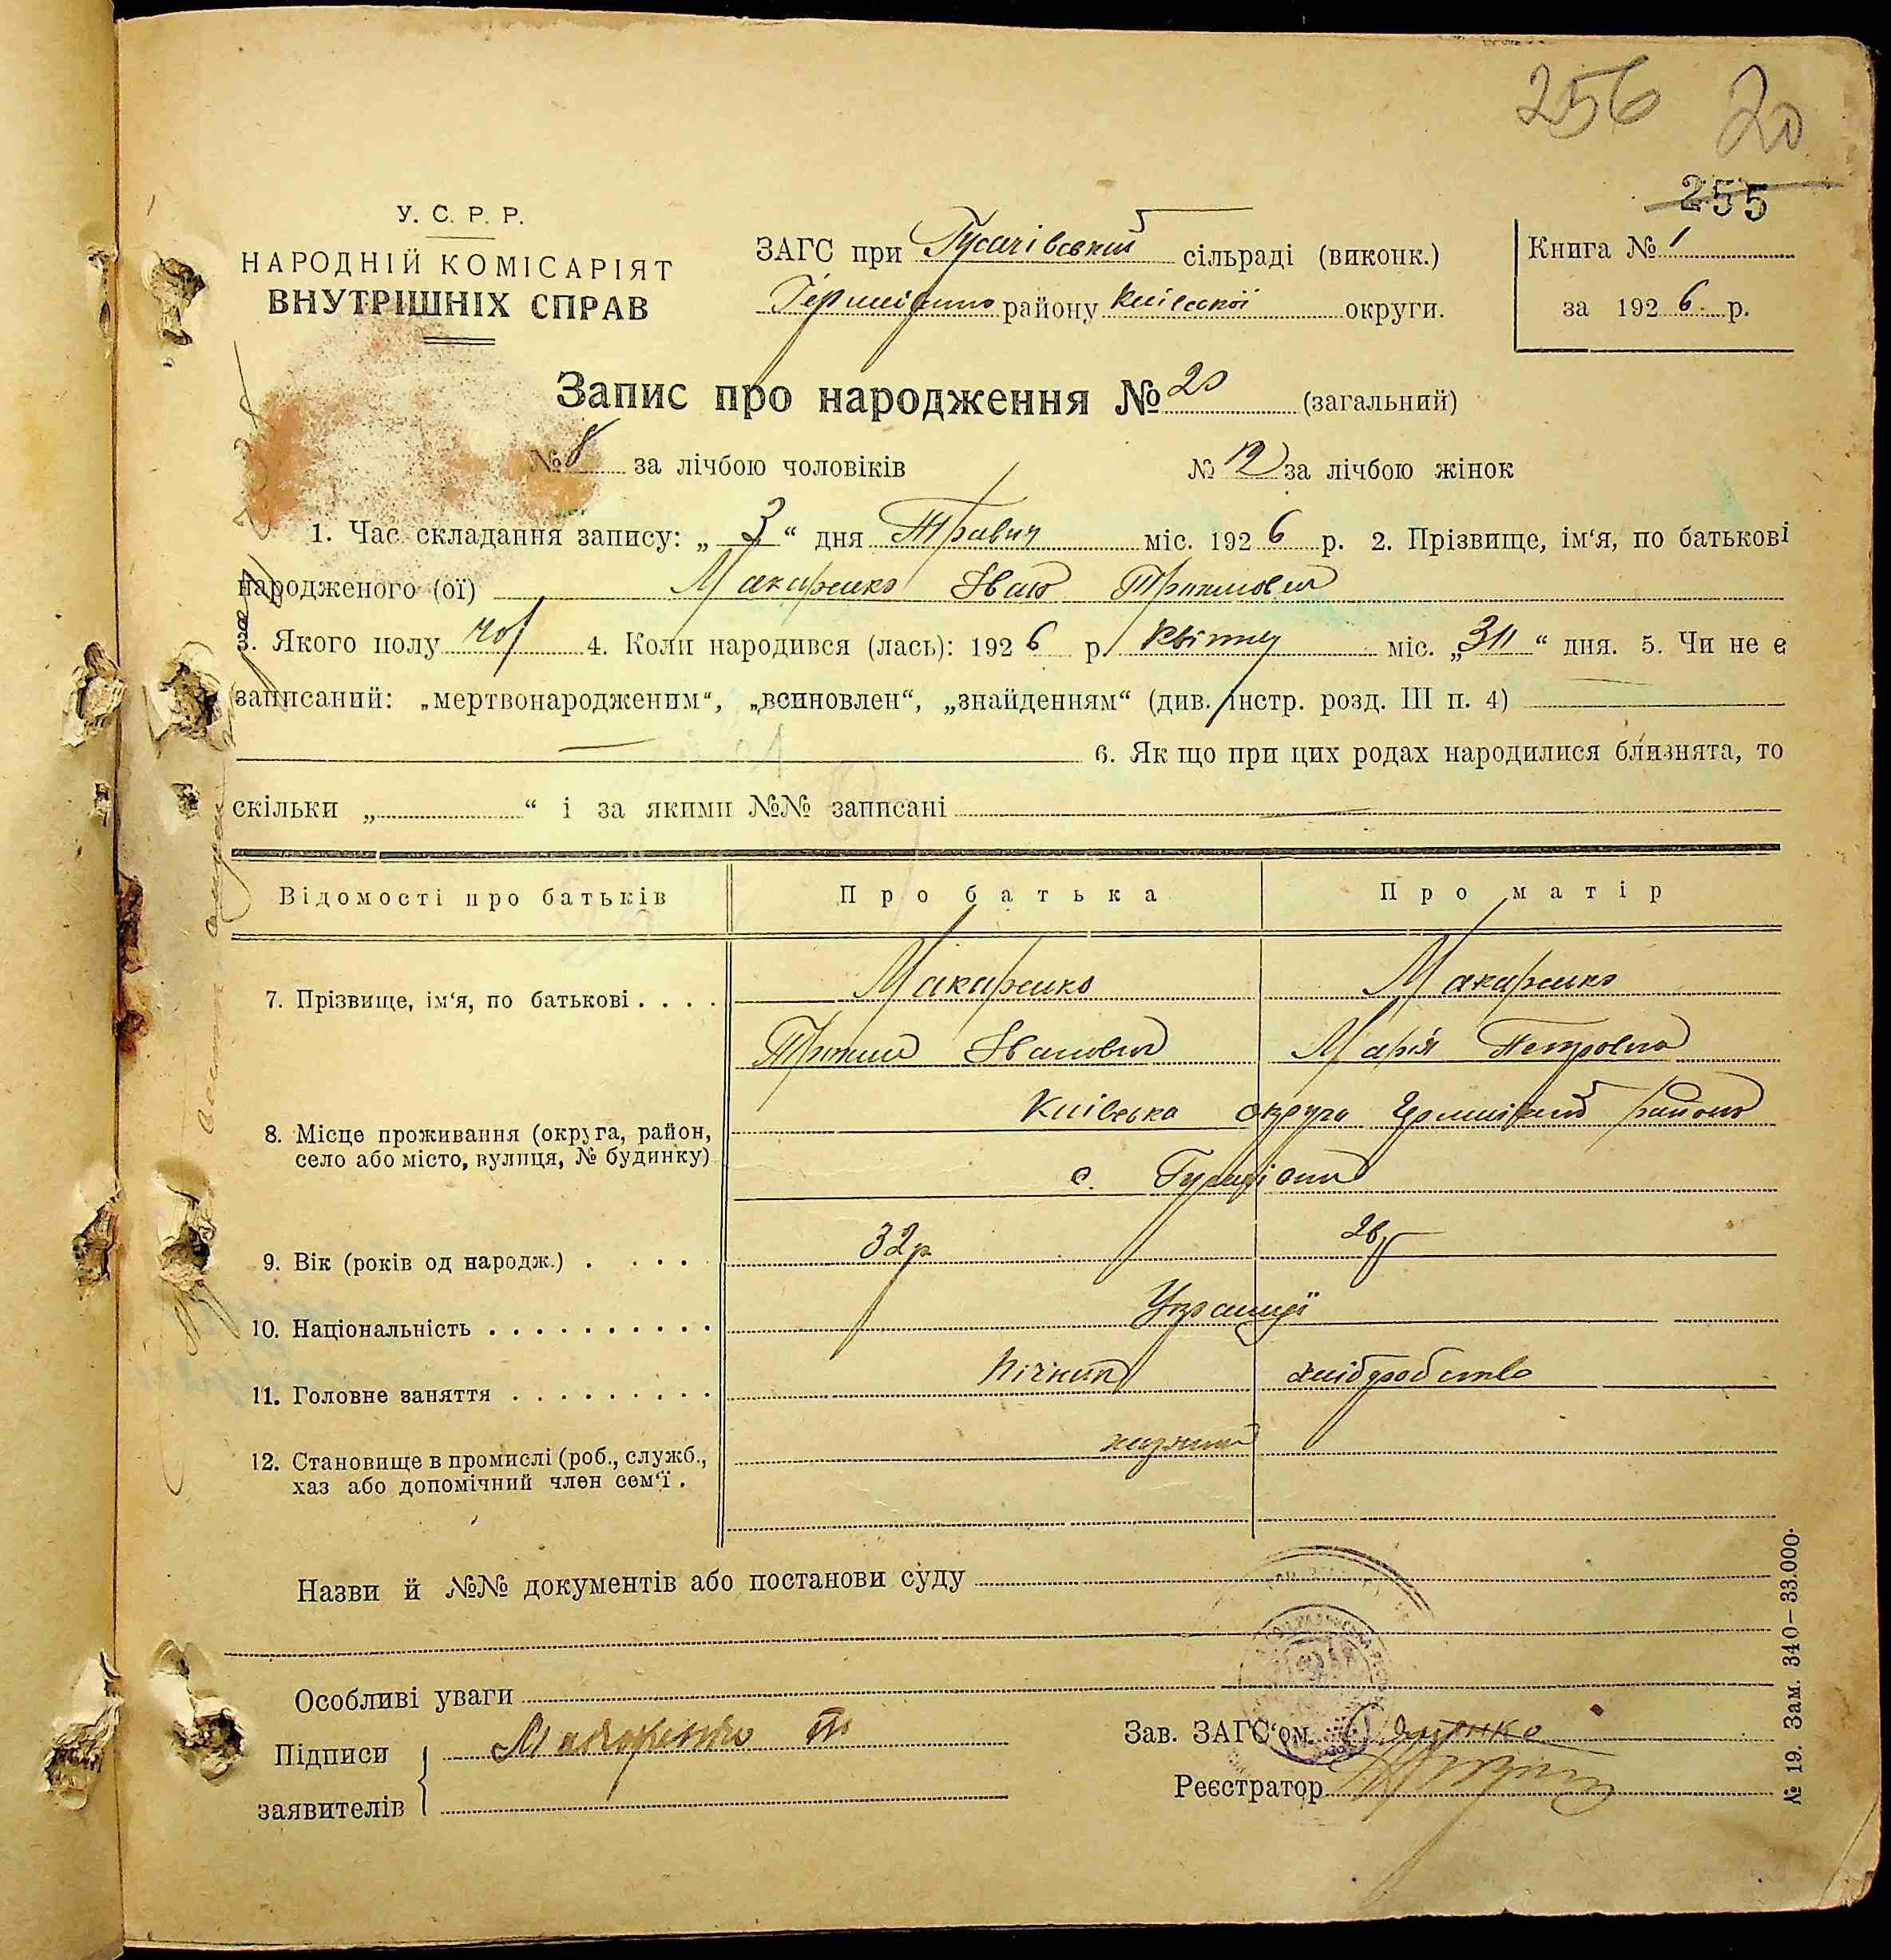 256 20
255
У. С. Р. Р.
НАРОДНІЙ КОМІСАРІЯТ
ВНУТРІШНІХ СПРАВ
ЗАГС при Гусачівській сільраді (виконк.)
району Київської округи.
Книга № 1
за 1926 р.
Запис про народження № 20 (загальний)
№ 8 за лічбою чоловіків № 12 за лічбою жінок
1. Час складання запису: „ 3 “ дня Травня міс. 1926 р. 2. Прізвище, ім‘я, по батькові
народженого (ої) Макаренко Іван
3. Якого полу чол 4. Коли народився (лась): 1926 р. Квітня міс. „ “ дня. 5. Чи не є
записаний: „мертвонародженим“, „всиновлен“, „знайденням“ (див. інстр. розд. III п. 4)
6. Як що при цих родах народилися близнята, то
скільки „ “ і за якими №№ записані
Відомості про батьків Про батька Про матір
7. Прізвище, ім‘я, по батькові . . . . Макаренко Макаренко
Іванович Марія Петровна
8. Місце проживання (округа, район, Київська округа району
село або місто, вулиця, № будинку) с.
9. Вік (років од народж.) . . . . 32р 26р
10. Національність . . . . . . . . . . Українці
11. Головне заняття . . . . . . . . . хліборобство
12. Становище в промислі (роб., служб.,
хаз або допомічний член сем‘ї .
Назви й №№ документів або постанови суду
Особливі уваги
Підписи Макаренко Т
заявителів
Зав. ЗАГС‘ом
Реєстратор
№ 19. Зам. 340—33.000.